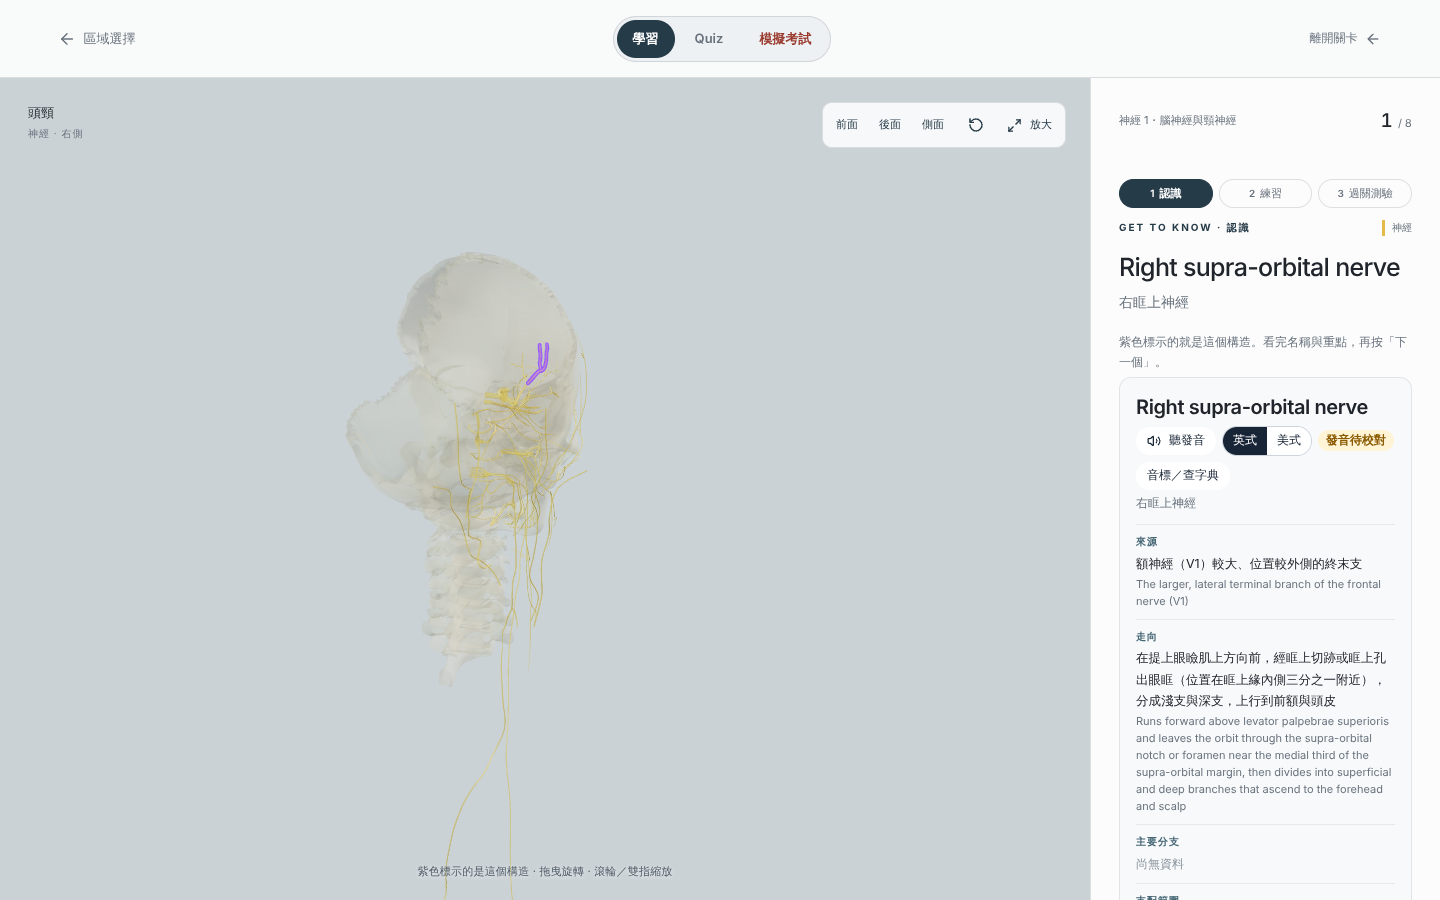 區域選擇
學習
Quiz
模擬考試
離開關卡
頭頸
神經 · 右側
前面
後面
側面
放大
紫色標示的是這個構造 · 拖曳旋轉 · 滾輪／雙指縮放
神經 1 · 腦神經與頸神經
1 / 8
1 認識
2 練習
3 過關測驗
GET TO KNOW · 認識
神經
Right supra-orbital nerve
右眶上神經
紫色標示的就是這個構造。看完名稱與重點，再按「下
一個」。
Right supra-orbital nerve
聽發音
英式
美式
發音待校對
音標／查字典
右眶上神經
來源
額神經（V1）較大、位置較外側的終末支
The larger, lateral terminal branch of the frontal
nerve (V1)
走向
在提上眼瞼肌上方向前，經眶上切跡或眶上孔
出眼眶（位置在眶上緣內側三分之一附近），
分成淺支與深支，上行到前額與頭皮
Runs forward above levator palpebrae superioris
and leaves the orbit through the supra-orbital
notch or foramen near the medial third of the
supra-orbital margin, then divides into superficial
and deep branches that ascend to the forehead
and scalp
主要分支
尚無資料